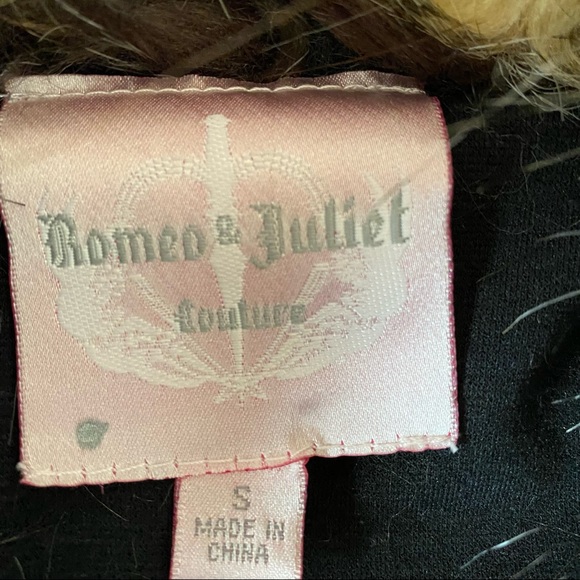 Romeo & Juliet
Couture
S
MADE IN
CHINA